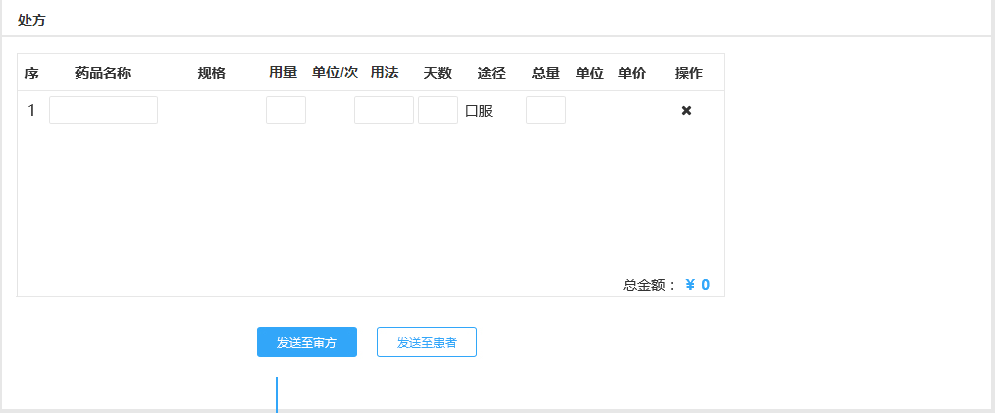 处方
序 药品名称 规格 用量 单位/次 用法 天数 途径 总量 单位 单价 操作
1 口服 ✖
总金额： ¥ 0
发送至审方 发送至患者